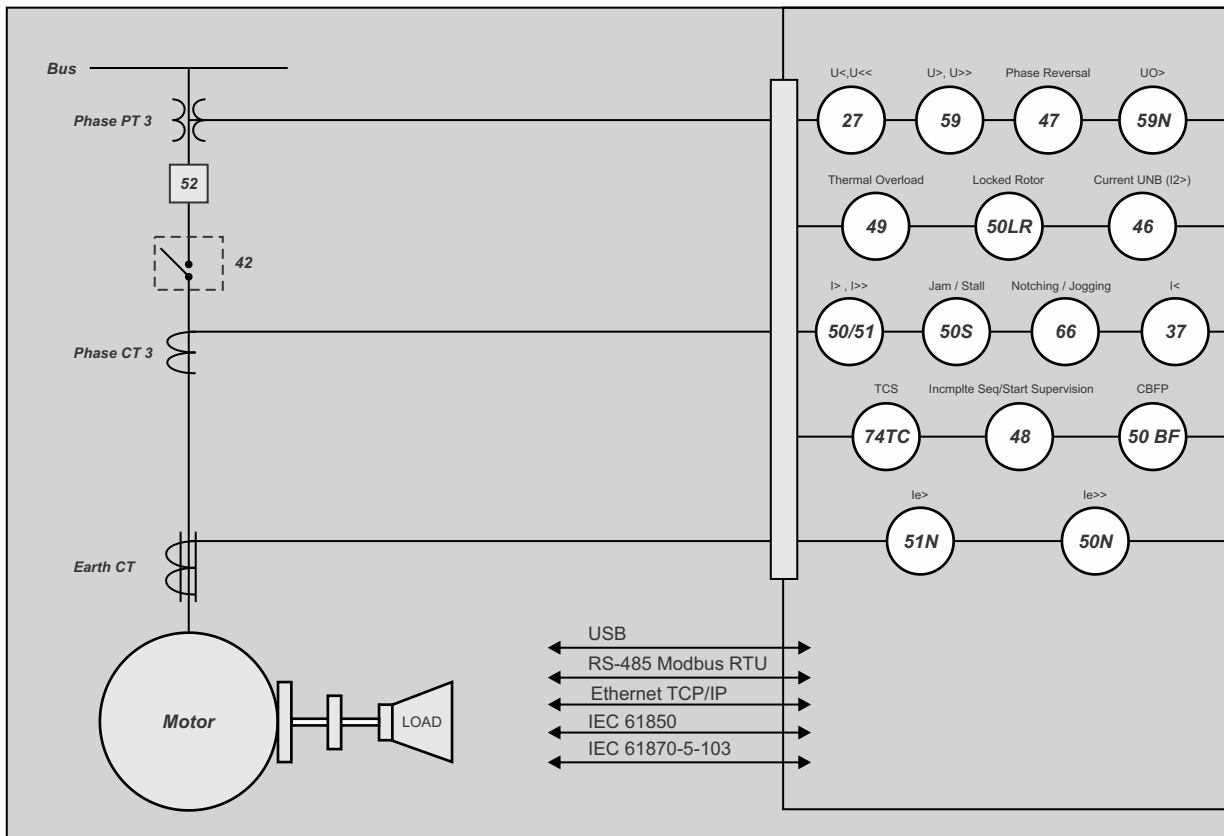 Bus
Phase PT 3
52
42
Phase CT 3
Earth CT
Motor
LOAD
U<,U<<
U>, U>>
Phase Reversal
UO>
27
59
47
59N
Thermal Overload
Locked Rotor
Current UNB (I2>)
49
50LR
46
I> , I>>
Jam / Stall
Notching / Jogging
I<
50/51
50S
66
37
TCS
Incmplte Seq/Start Supervision
CBFP
74TC
48
50 BF
Ie>
Ie>>
51N
50N
USB
RS-485 Modbus RTU
Ethernet TCP/IP
IEC 61850
IEC 61870-5-103